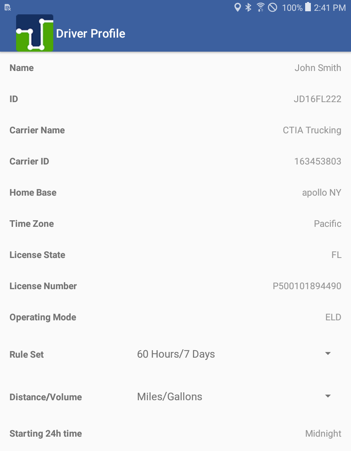 100% 2:41 PM
Driver Profile
Name John Smith
ID JD16FL222
Carrier Name CTIA Trucking
Carrier ID 163453803
Home Base apollo NY
Time Zone Pacific
License State FL
License Number P500101894490
Operating Mode ELD
Rule Set 60 Hours/7 Days
Distance/Volume Miles/Gallons
Starting 24h time Midnight